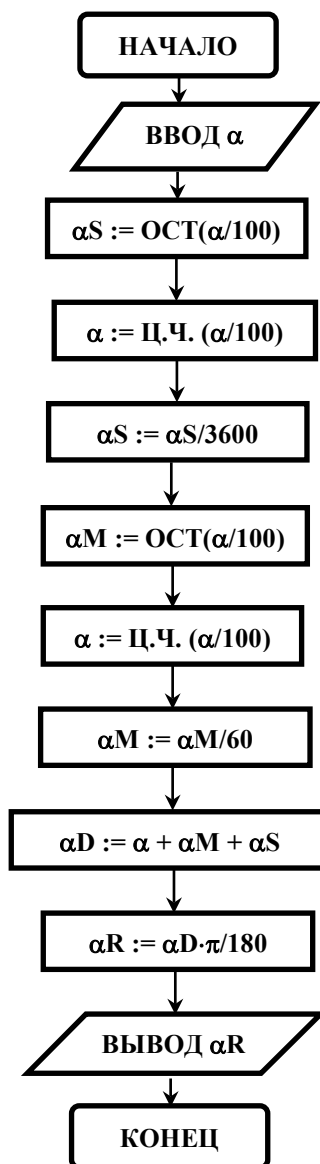 НАЧАЛО
ВВОД α
αS := ОСТ(α/100)
α := Ц.Ч. (α/100)
αS := αS/3600
αM := ОСТ(α/100)
α := Ц.Ч. (α/100)
αM := αM/60
αD := α + αM + αS
αR := αD·π/180
ВЫВОД αR
КОНЕЦ